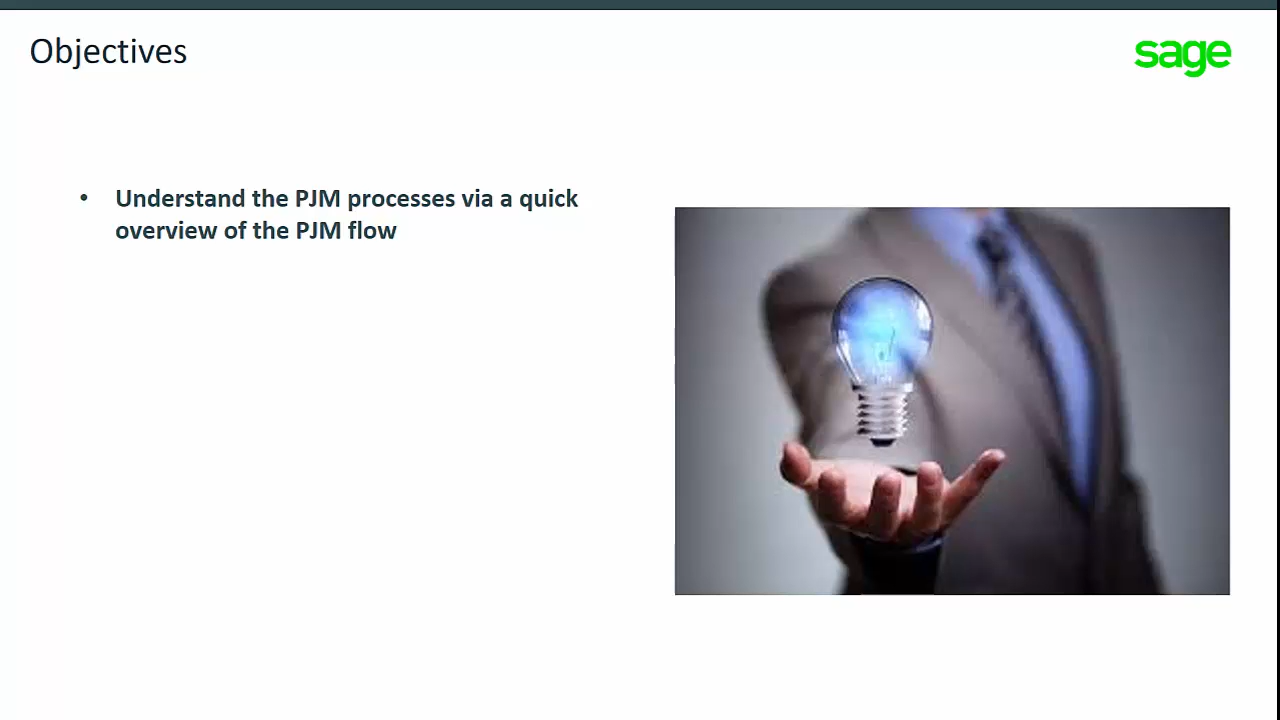 Objectives
sage
• Understand the PJM processes via a quick
overview of the PJM flow